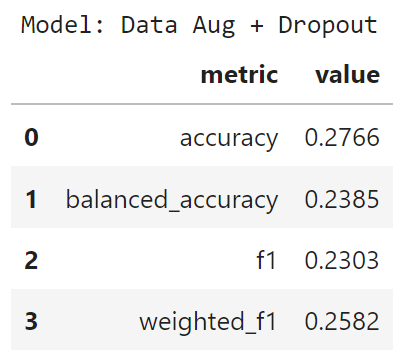 Model: Data Aug + Dropout
metric value
0 accuracy 0.2766
1 balanced_accuracy 0.2385
2 f1 0.2303
3 weighted_f1 0.2582